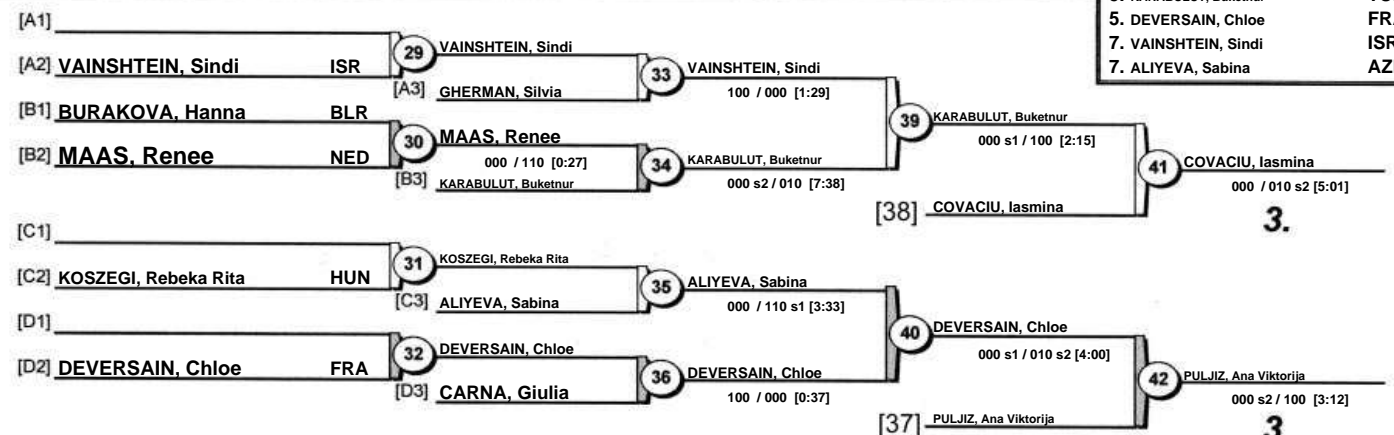 5. DEVERSAIN, Chloe
7. VAINSHTEIN, Sindi ISR
7. ALIYEVA, Sabina
[A1]
[A2] VAINSHTEIN, Sindi ISR
29 VAINSHTEIN, Sindi
[A3] GHERMAN, Silvia
33 VAINSHTEIN, Sindi
100 / 000 [1:29]
[B1] BURAKOVA, Hanna BLR
[B2] MAAS, Renee NED
30 MAAS, Renee
000 / 110 [0:27]
[B3] KARABULUT, Buketnur
34 KARABULUT, Buketnur
000 s2 / 010 [7:38]
39 KARABULUT, Buketnur
000 s1 / 100 [2:15]
[38] COVACIU, Iasmina
41 COVACIU, Iasmina
000 / 010 s2 [5:01]
3.
[C1]
[C2] KOSZEGI, Rebeka Rita HUN
31 KOSZEGI, Rebeka Rita
[C3] ALIYEVA, Sabina
35 ALIYEVA, Sabina
000 / 110 s1 [3:33]
[D1]
[D2] DEVERSAIN, Chloe FRA
32 DEVERSAIN, Chloe
[D3] CARNA, Giulia
36 DEVERSAIN, Chloe
100 / 000 [0:37]
40 DEVERSAIN, Chloe
000 s1 / 010 s2 [4:00]
[37] PULJIZ, Ana Viktorija
42 PULJIZ, Ana Viktorija
000 s2 / 100 [3:12]
3